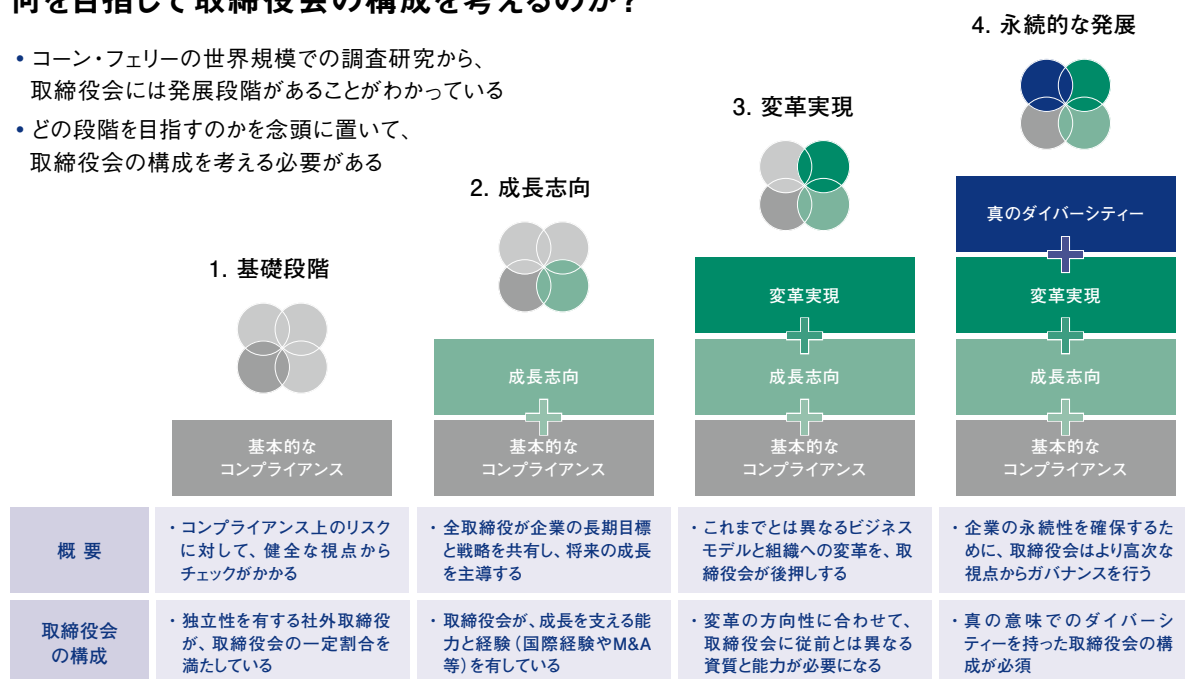 何を目指して取締役会の構成を考えるのか？
• コーン・フェリーの世界規模での調査研究から、
取締役会には発展段階があることがわかっている
• どの段階を目指すのかを念頭に置いて、
取締役会の構成を考える必要がある
1. 基礎段階
基本的な
コンプライアンス
2. 成長志向
成長志向
基本的な
コンプライアンス
3. 変革実現
変革実現
成長志向
基本的な
コンプライアンス
4. 永続的な発展
真のダイバーシティー
変革実現
成長志向
基本的な
コンプライアンス
概 要
・コンプライアンス上のリスク
に対して、健全な視点から
チェックがかかる
・全取締役が企業の長期目標
と戦略を共有し、将来の成長
を主導する
・これまでとは異なるビジネス
モデルと組織への変革を、取
締役会が後押しする
・企業の永続性を確保するた
めに、取締役会はより高次な
視点からガバナンスを行う
取締役会
の構成
・独立性を有する社外取締役
が、取締役会の一定割合を
満たしている
・取締役会が、成長を支える能
力と経験（国際経験やM&A
等）を有している
・変革の方向性に合わせて、
取締役会に従前とは異なる
資質と能力が必要になる
・真の意味でのダイバーシ
ティーを持った取締役会の構
成が必須